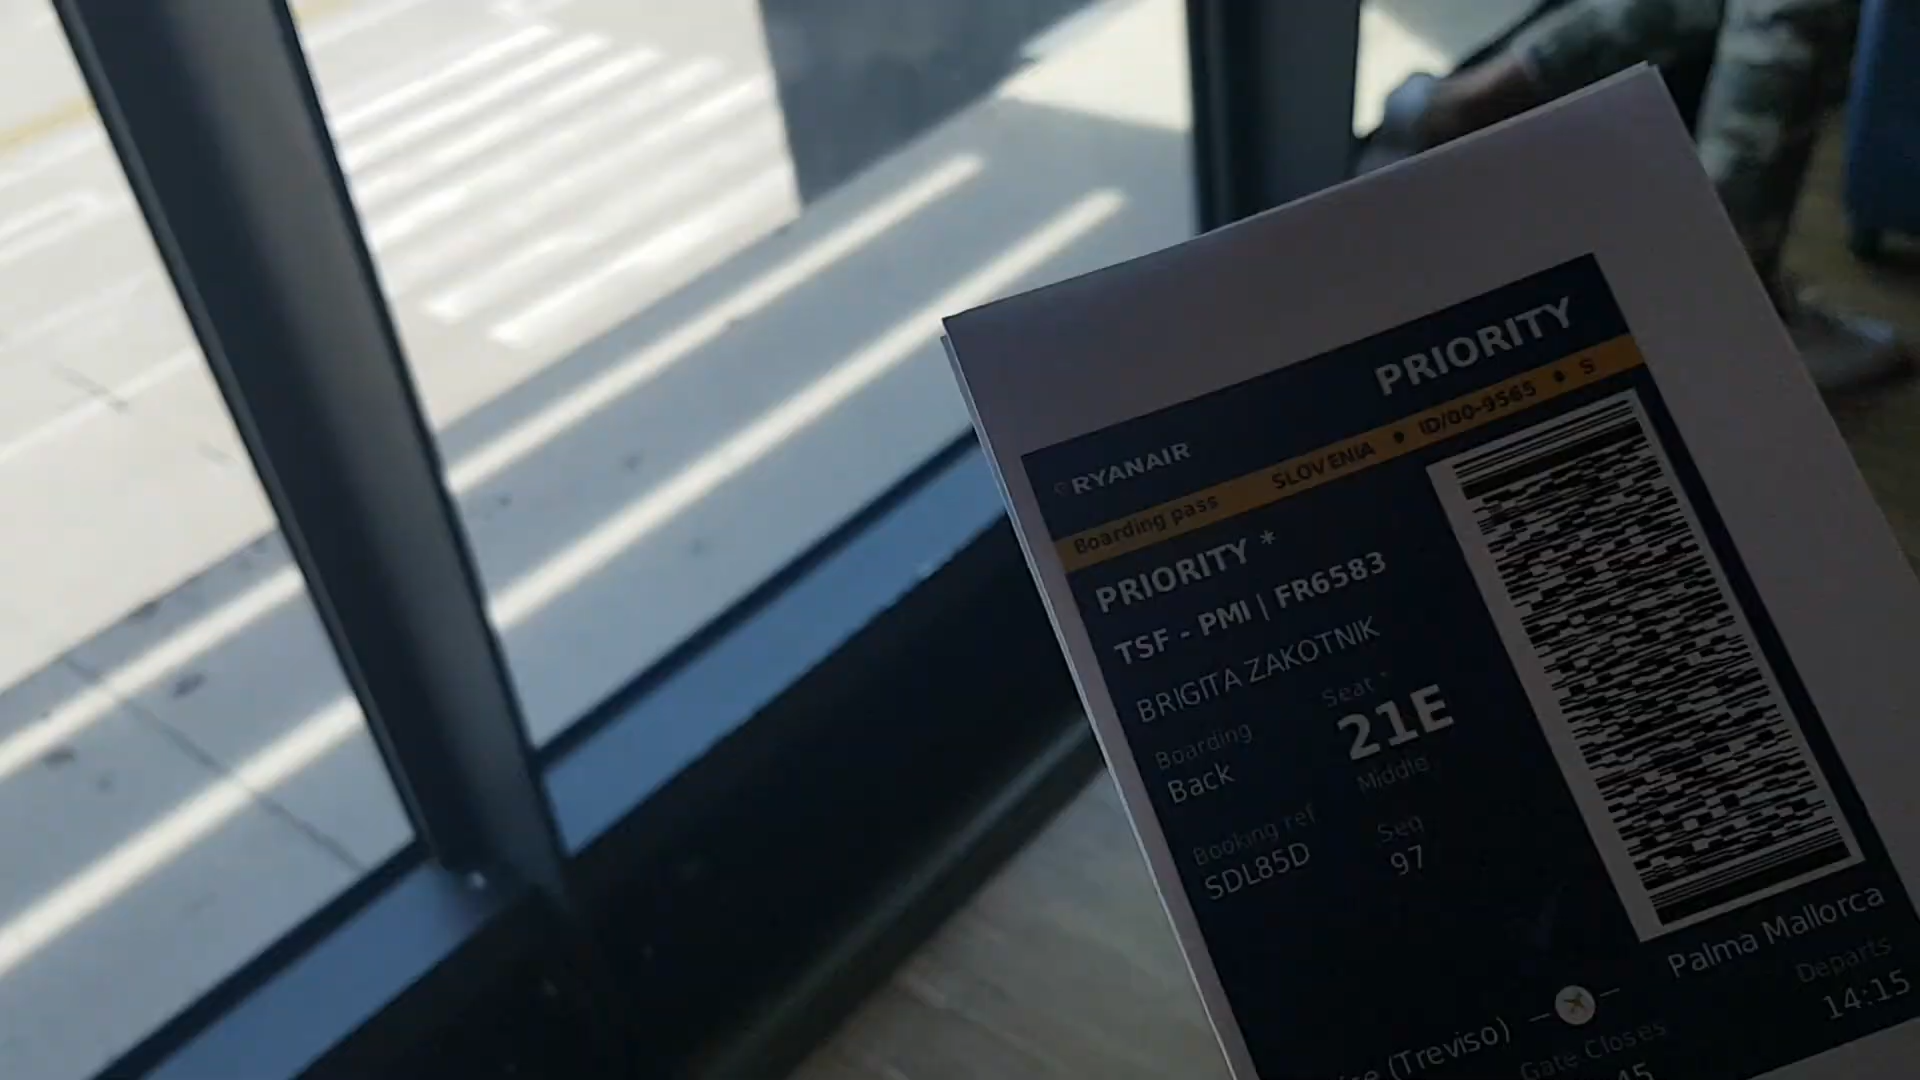 PRIORITY
RYANAIR
Boarding pass SLOVENIA • ID/00-9565 • S
PRIORITY *
TSF - PMI | FR6583
BRIGITA ZAKOTNIK
Boarding Seat *
Back 21E
Middle
Booking ref Seq
SDL85D 97
(Treviso) Palma Mallorca
Gate Closes Departs
45 14:15